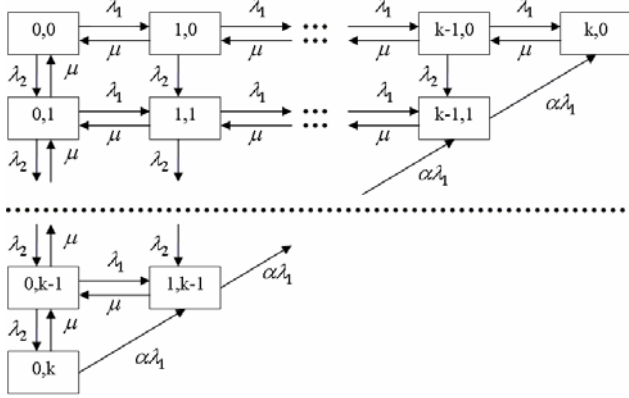 λ₁ λ₁ λ₁ λ₁
0,0 1,0 ••• k-1,0 k,0
μ μ μ μ
λ₂ μ λ₂ λ₂
λ₁ λ₁ λ₁
0,1 1,1 ••• k-1,1
μ μ μ αλ₁
λ₂ μ λ₂ αλ₁
λ₂ μ λ₂
λ₁ αλ₁
0,k-1 1,k-1
μ
λ₂ μ
0,k αλ₁